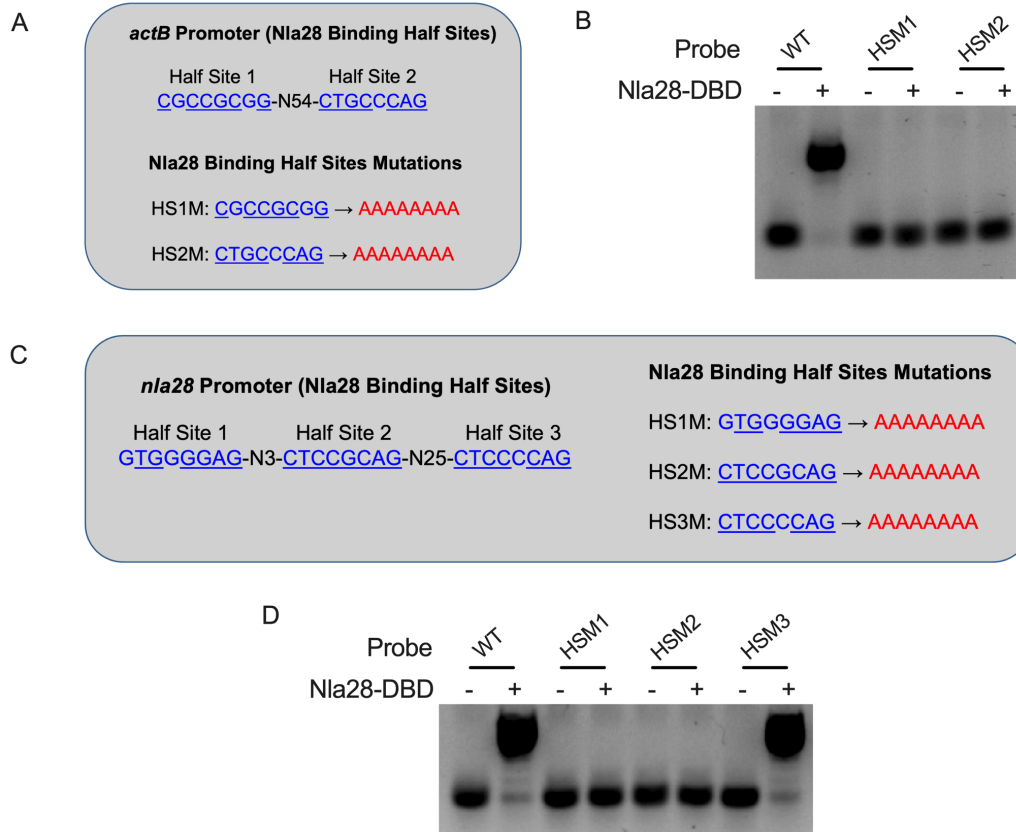 A
actB Promoter (Nla28 Binding Half Sites)
Half Site 1 Half Site 2
CGCCGCGG-N54-CTGCCCAG
Nla28 Binding Half Sites Mutations
HS1M: CGCCGCGG → AAAAAAAA
HS2M: CTGCCCAG → AAAAAAAA
B
Probe WT HSM1 HSM2
Nla28-DBD - + - + - +
C
nla28 Promoter (Nla28 Binding Half Sites)
Half Site 1 Half Site 2 Half Site 3
GTGGGGAG-N3-CTCCGCAG-N25-CTCCCCAG
Nla28 Binding Half Sites Mutations
HS1M: GTGGGGAG → AAAAAAAA
HS2M: CTCCGCAG → AAAAAAAA
HS3M: CTCCCCAG → AAAAAAAA
D
Probe WT HSM1 HSM2 HSM3
Nla28-DBD - + - + - + - +